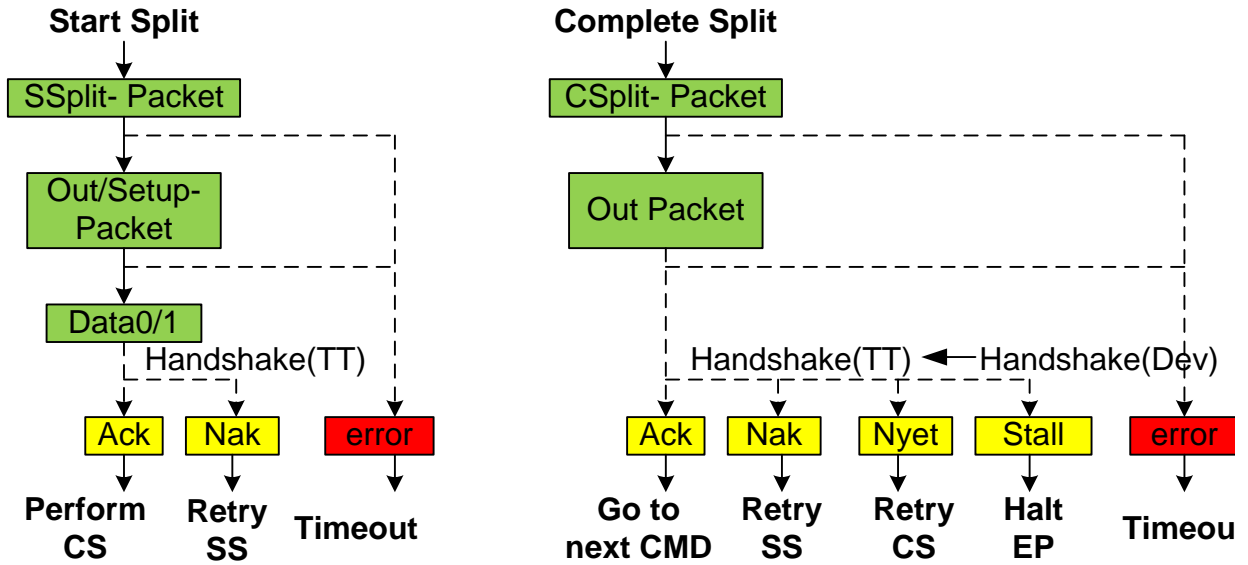 Start Split
SSplit- Packet
Out/Setup-
Packet
Data0/1
Handshake(TT)
Ack
Nak
error
Perform
CS
Retry
SS
Timeout
Complete Split
CSplit- Packet
Out Packet
Handshake(TT)
Handshake(Dev)
Ack
Nak
Nyet
Stall
error
Go to
next CMD
Retry
SS
Retry
CS
Halt
EP
Timeou